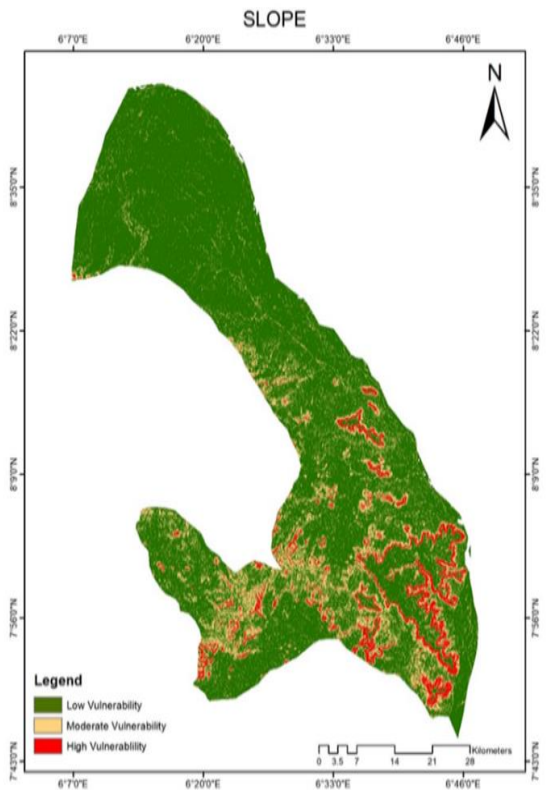 SLOPE
6°7'0"E 6°20'0"E 6°33'0"E 6°46'0"E
N
8°35'0"N 8°35'0"N
8°22'0"N 8°22'0"N
8°9'0"N 8°9'0"N
7°56'0"N 7°56'0"N
Legend
Low Vulnerability
Moderate Vulnerability
High Vulnerablility
Kilometers
0 3.5 7 14 21 28
7°43'0"N 7°43'0"N
6°7'0"E 6°20'0"E 6°33'0"E 6°46'0"E